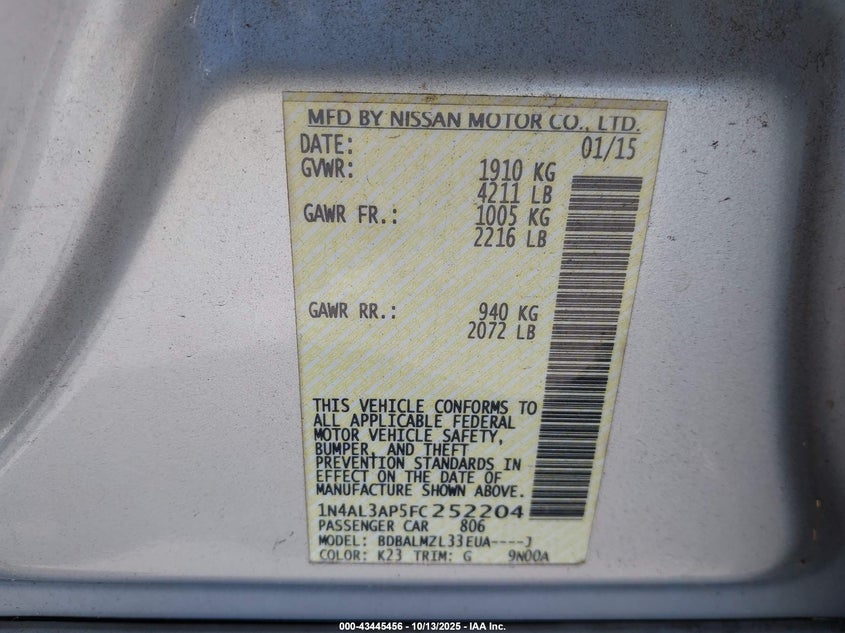 MFD BY NISSAN MOTOR CO., LTD.
DATE: 01/15
GVWR: 1910 KG
4211 LB
GAWR FR.: 1005 KG
2216 LB
GAWR RR.: 940 KG
2072 LB
THIS VEHICLE CONFORMS TO
ALL APPLICABLE FEDERAL
MOTOR VEHICLE SAFETY,
BUMPER, AND THEFT
PREVENTION STANDARDS IN
EFFECT ON THE DATE OF
MANUFACTURE SHOWN ABOVE.
1N4AL3AP5FC252204
PASSENGER CAR 806
MODEL: BDBALMZL33EUA----J
COLOR: K23 TRIM: G 9N00A
000-43445456 - 10/13/2025 - IAA Inc.